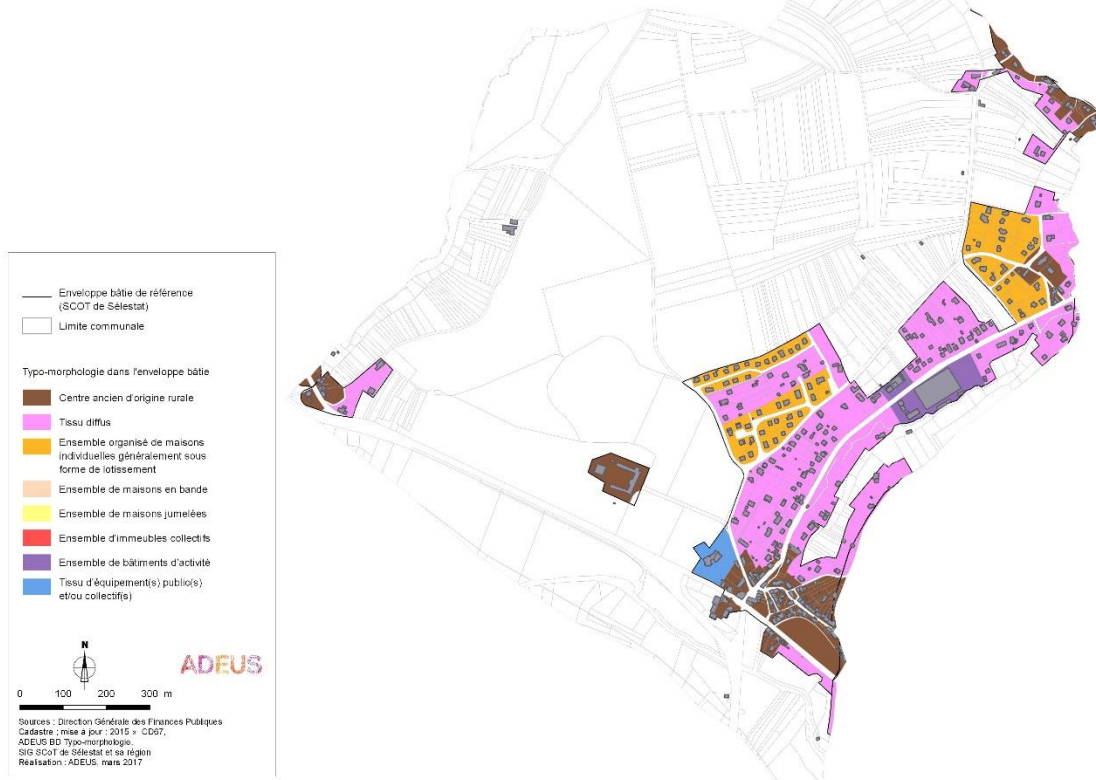 Enveloppe bâtie de référence
(SCOT de Sélestat)
Limite communale
Typo-morphologie dans l'enveloppe bâtie
Centre ancien d'origine rurale
Tissu diffus
Ensemble organisé de maisons
individuelles généralement sous
forme de lotissement
Ensemble de maisons en bande
Ensemble de maisons jumelées
Ensemble d'immeubles collectifs
Ensemble de bâtiments d'activité
Tissu d'équipement(s) public(s)
et/ou collectif(s)
N
ADEUS
0 100 200 300 m
Sources : Direction Générale des Finances Publiques
Cadastre ; mise à jour : 2015 » CD67,
ADEUS BD Typo-morphologie,
SIG SCoT de Sélestat et sa région
Réalisation : ADEUS, mars 2017